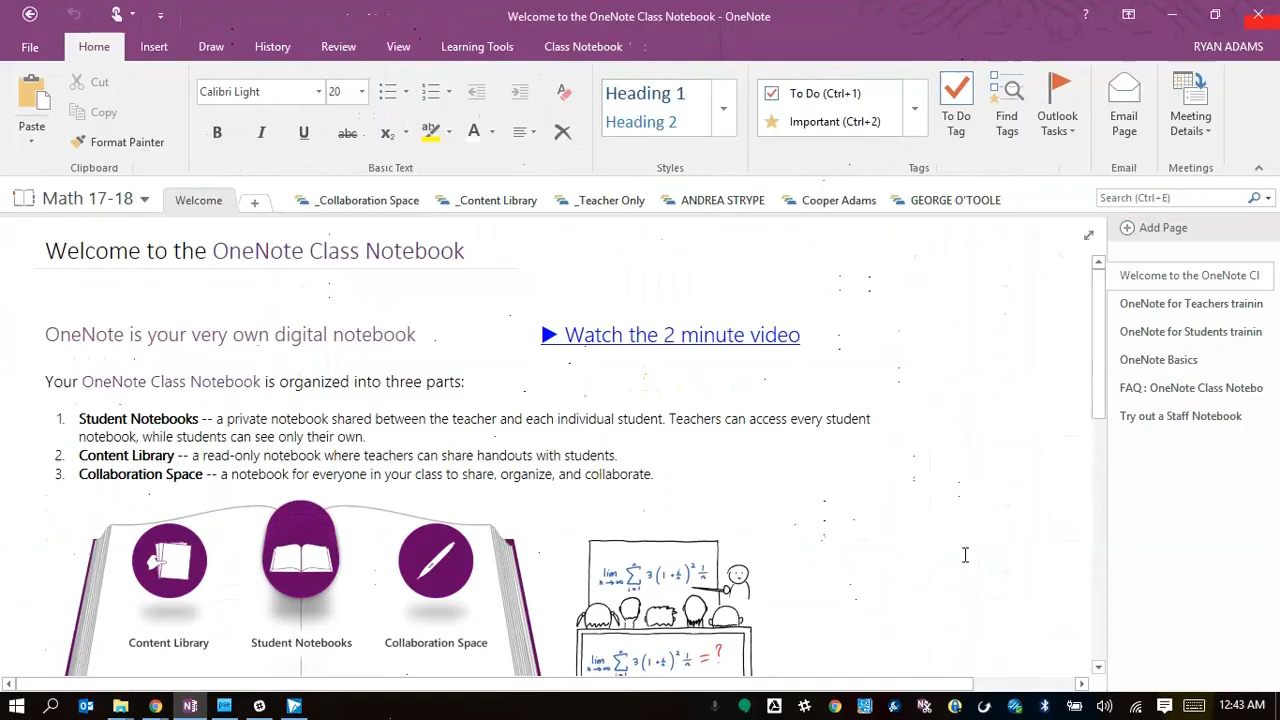 Welcome to the OneNote Class Notebook - OneNote
?
File
Home
Insert
Draw
History
Review
View
Learning Tools
Class Notebook
RYAN ADAMS
Paste
Cut
Copy
Format Painter
Clipboard
Calibri Light
20
B I U abc x₂ A
Basic Text
Heading 1
Heading 2
Styles
To Do (Ctrl+1)
Important (Ctrl+2)
To Do
Tag
Find
Tags
Outlook
Tasks
Tags
Email
Page
Email
Meeting
Details
Meetings
Math 17-18
Welcome
_Collaboration Space
_Content Library
_Teacher Only
ANDREA STRYPE
Cooper Adams
GEORGE O'TOOLE
Search (Ctrl+E)
Welcome to the OneNote Class Notebook
OneNote is your very own digital notebook
Watch the 2 minute video
Your OneNote Class Notebook is organized into three parts:
1. Student Notebooks -- a private notebook shared between the teacher and each individual student. Teachers can access every student
notebook, while students can see only their own.
2. Content Library -- a read-only notebook where teachers can share handouts with students.
3. Collaboration Space -- a notebook for everyone in your class to share, organize, and collaborate.
Content Library
Student Notebooks
Collaboration Space
Add Page
Welcome to the OneNote Cl
OneNote for Teachers trainin
OneNote for Students trainin
OneNote Basics
FAQ : OneNote Class Notebo
Try out a Staff Notebook
12:43 AM